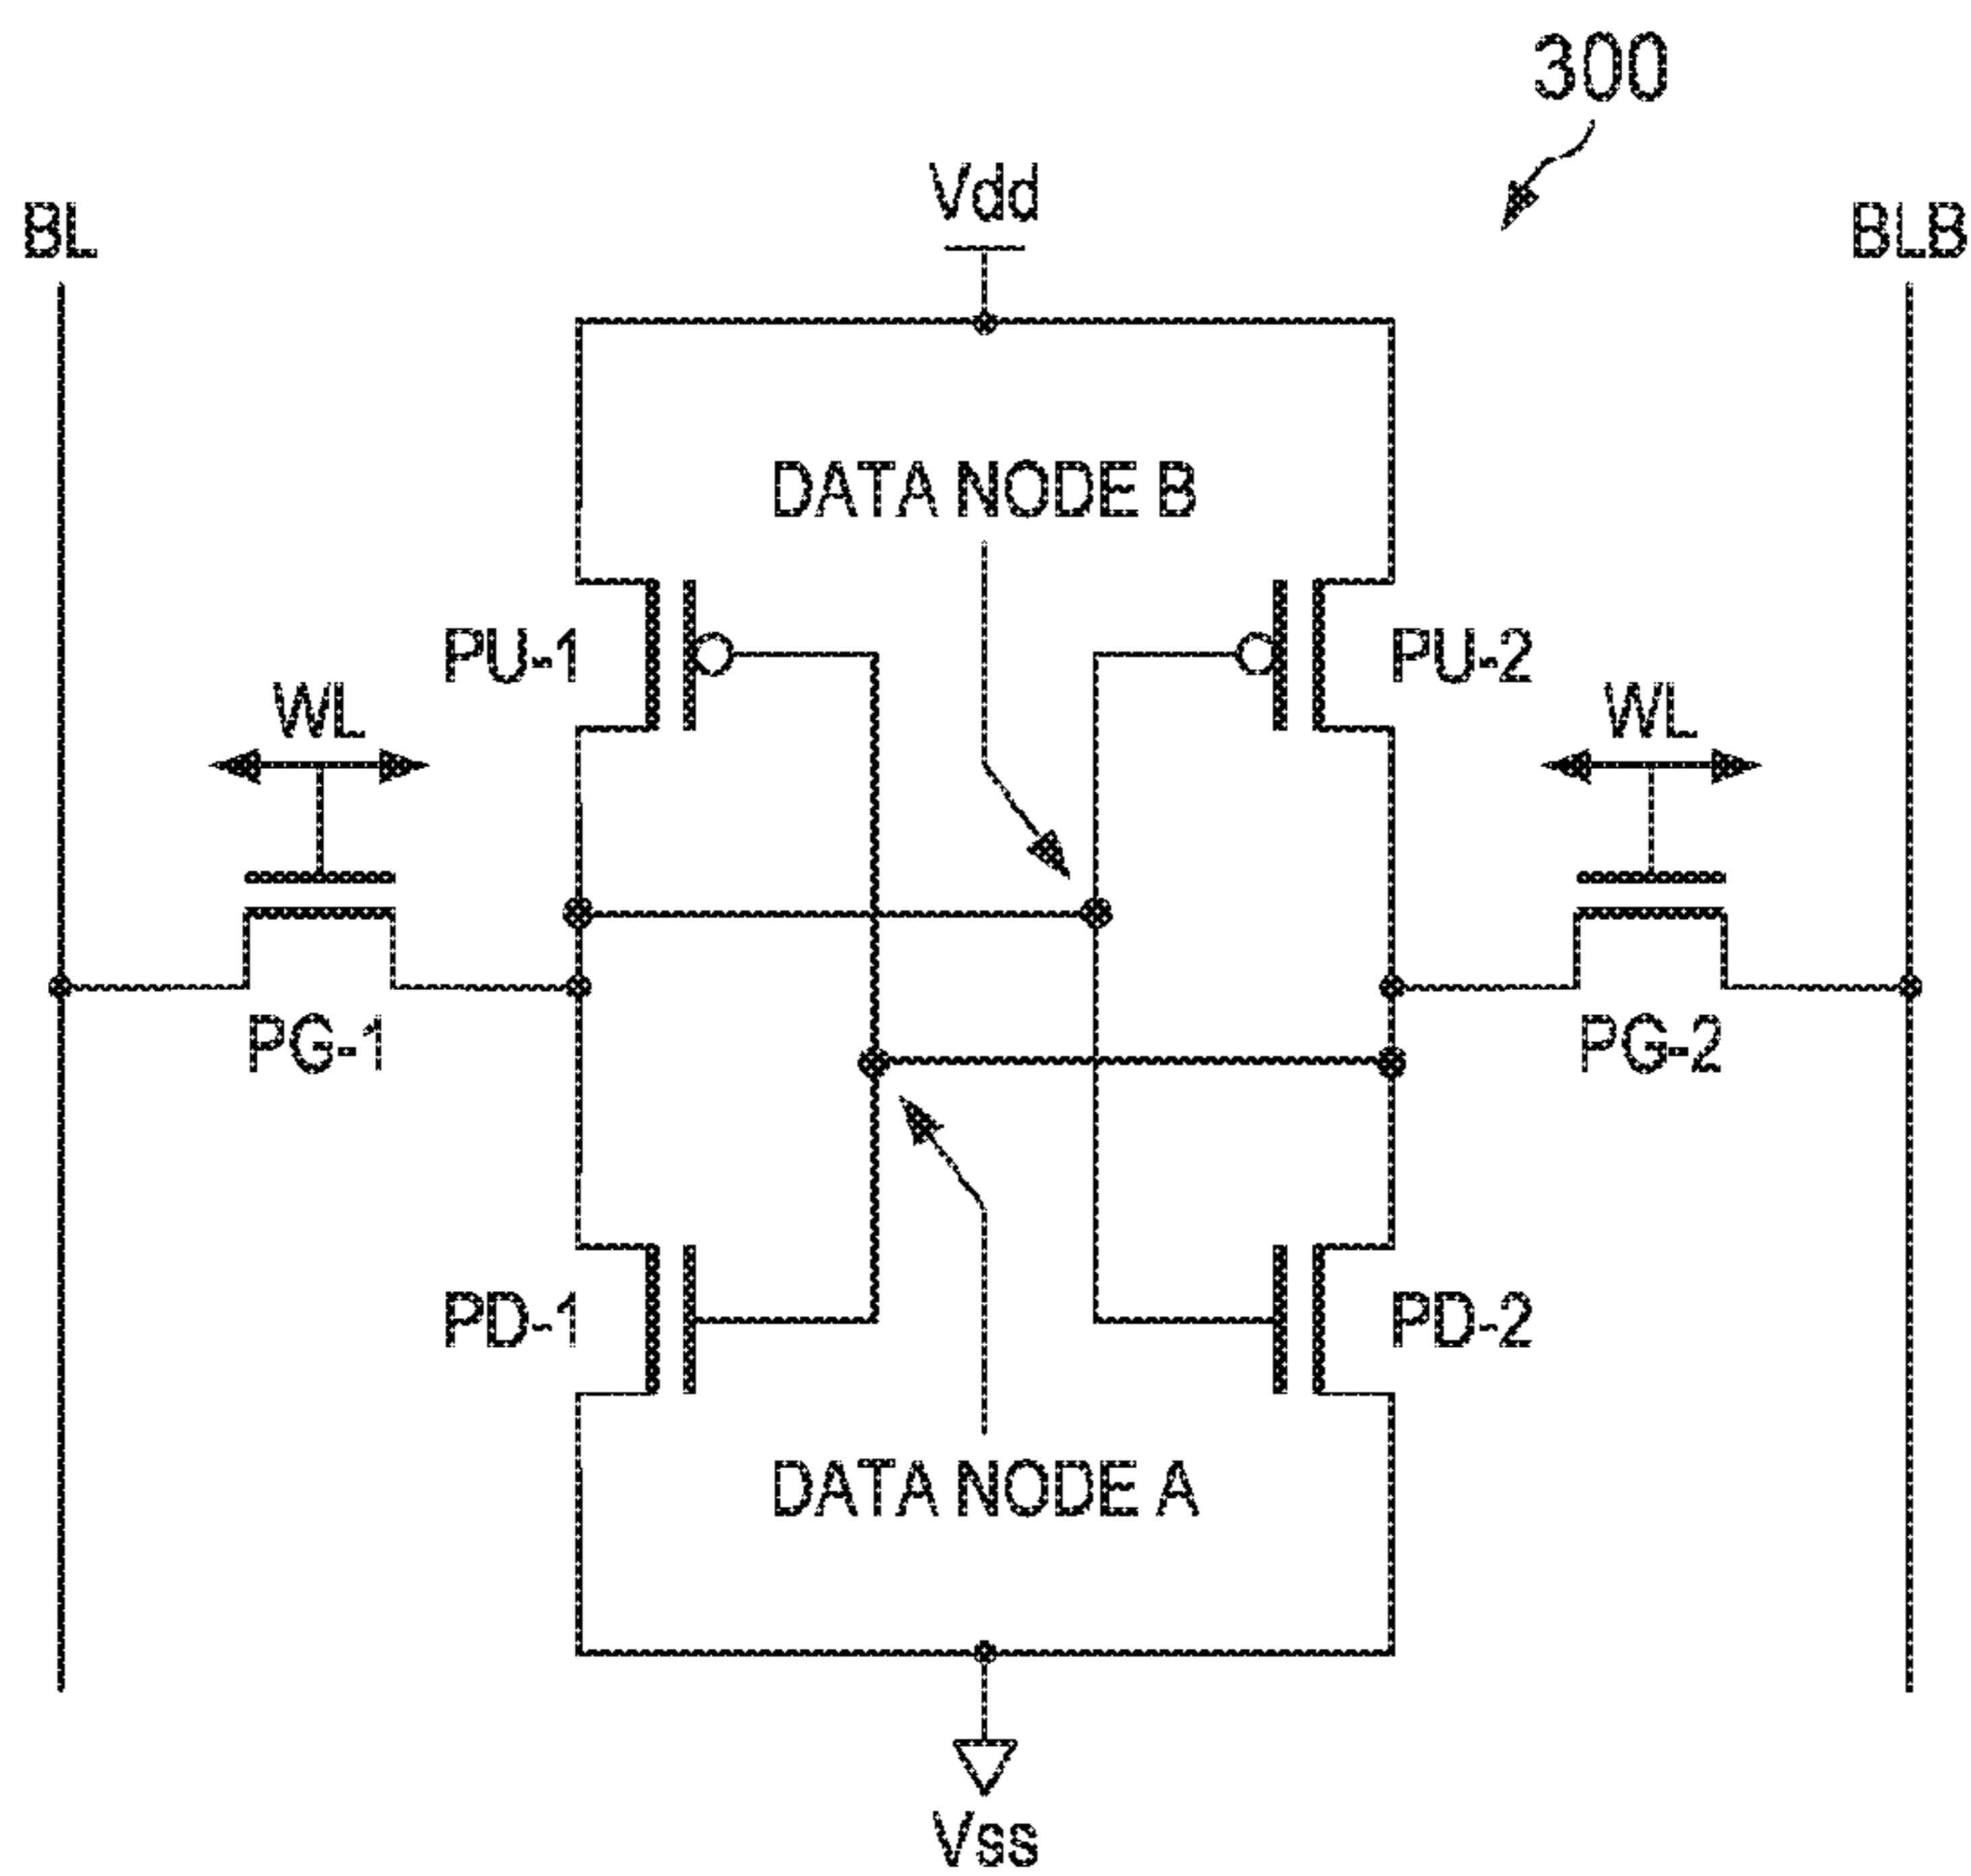 300
Vdd
BL
BLB
DATA NODE B
PU-1
PU-2
WL
WL
PG-1
PG-2
PD-1
PD-2
DATA NODE A
Vss